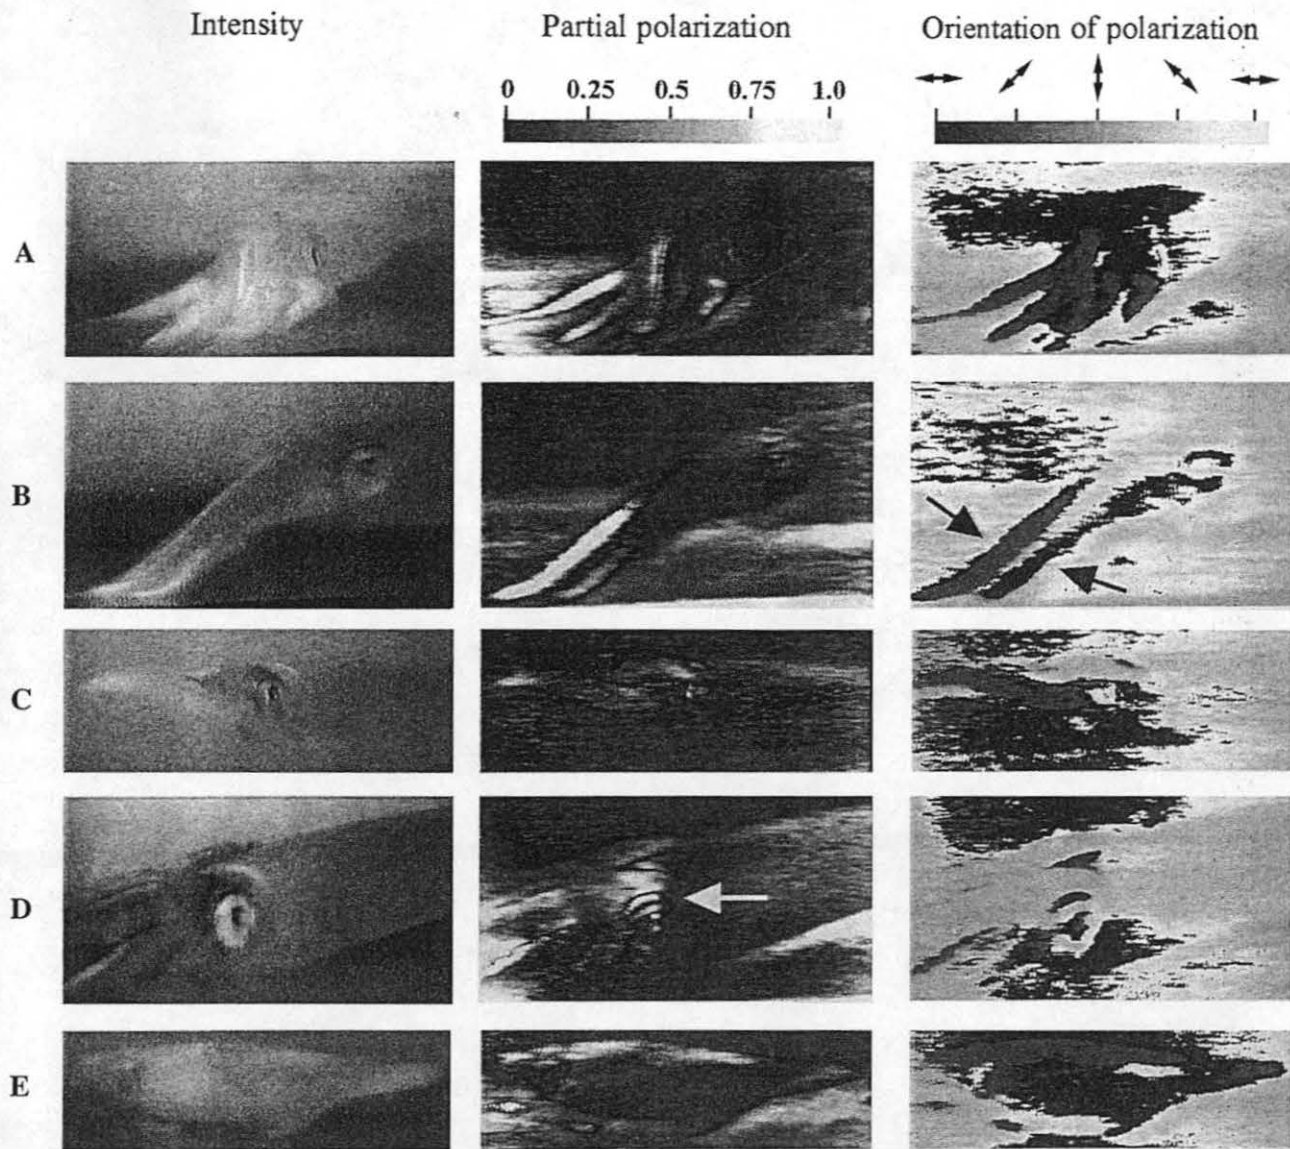 Intensity
Partial polarization
Orientation of polarization
0 0.25 0.5 0.75 1.0
A
B
C
D
E